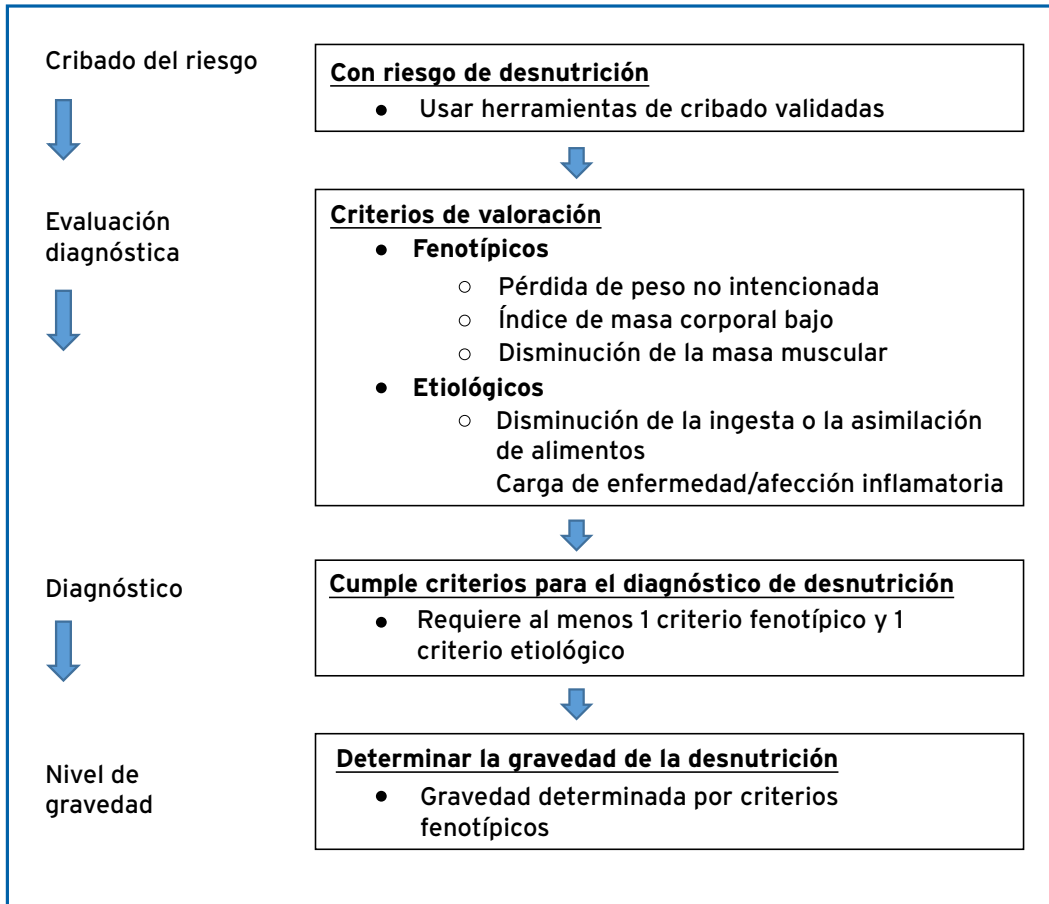 Cribado del riesgo
Con riesgo de desnutrición
● Usar herramientas de cribado validadas
Evaluación
diagnóstica
Criterios de valoración
● Fenotípicos
○ Pérdida de peso no intencionada
○ Índice de masa corporal bajo
○ Disminución de la masa muscular
● Etiológicos
○ Disminución de la ingesta o la asimilación
de alimentos
Carga de enfermedad/afección inflamatoria
Diagnóstico
Cumple criterios para el diagnóstico de desnutrición
● Requiere al menos 1 criterio fenotípico y 1
criterio etiológico
Nivel de
gravedad
Determinar la gravedad de la desnutrición
● Gravedad determinada por criterios
fenotípicos